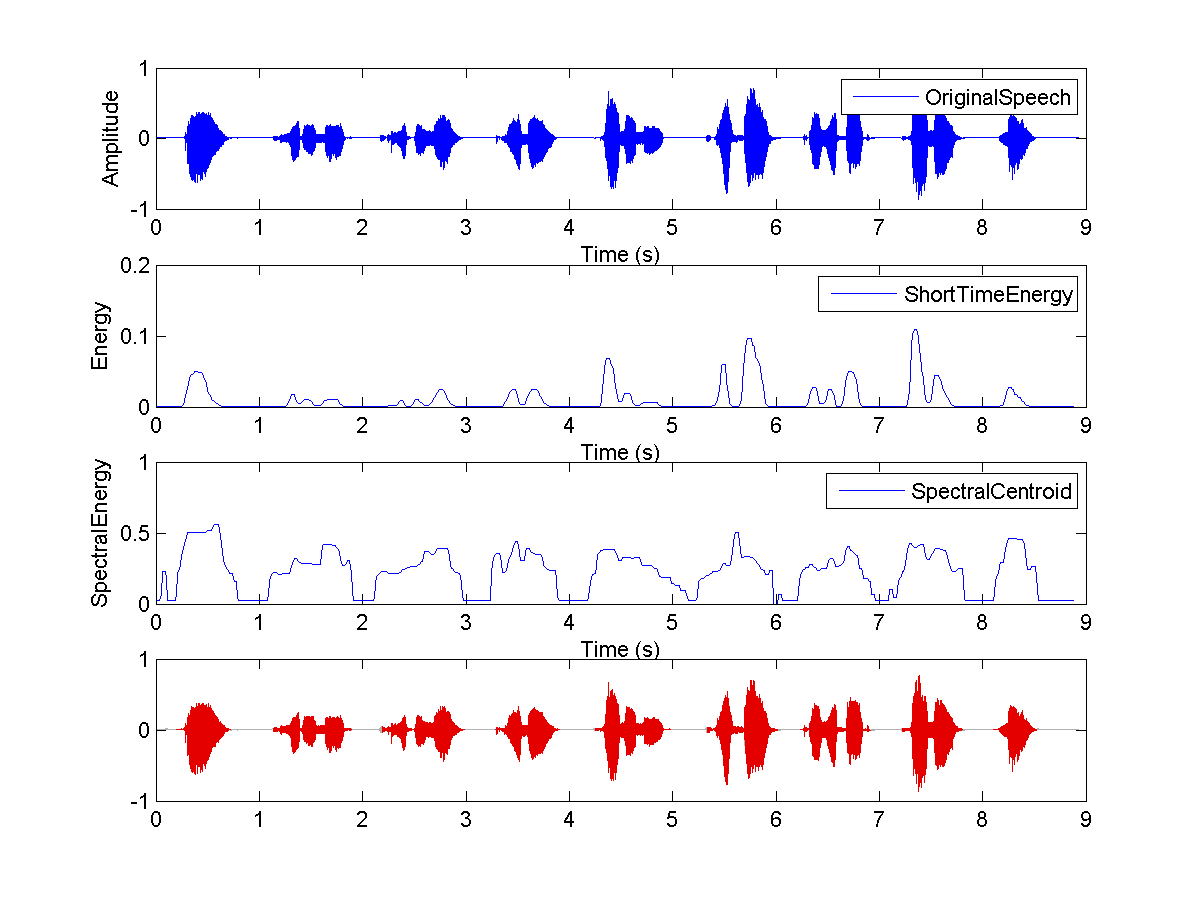 1
0
-1
Amplitude
OriginalSpeech
0 1 2 3 4 5 6 7 8 9
Time (s)
0.2
0.1
0
Energy
ShortTimeEnergy
0 1 2 3 4 5 6 7 8 9
Time (s)
1
0.5
0
SpectralEnergy
SpectralCentroid
0 1 2 3 4 5 6 7 8 9
Time (s)
1
0
-1
0 1 2 3 4 5 6 7 8 9